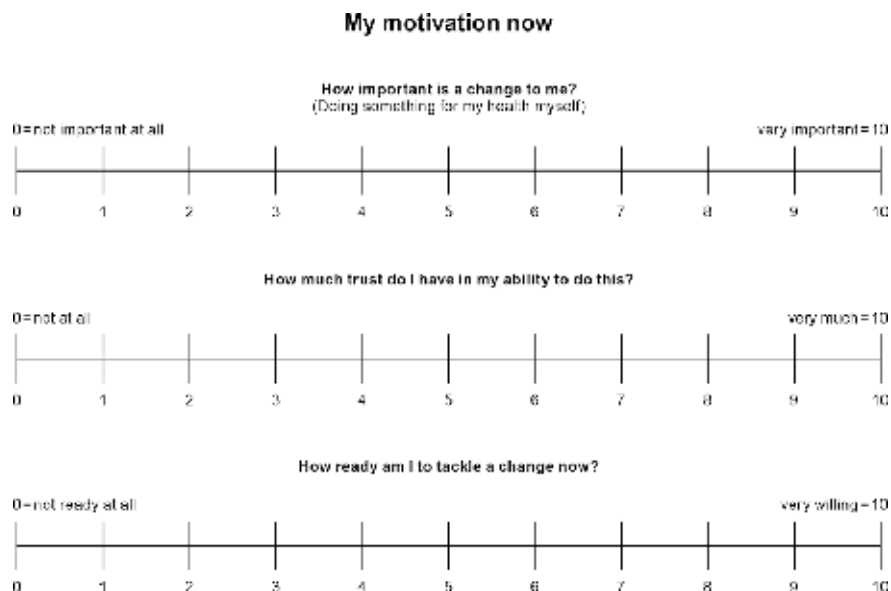 My motivation now
How important is a change to me?
(Doing something for my health myself)
0=not important at all very important=10
0 1 2 3 4 5 6 7 8 9 10
How much trust do I have in my ability to do this?
0=not at all very much=10
0 1 2 3 4 5 6 7 8 9 10
How ready am I to tackle a change now?
0=not ready at all very willing=10
0 1 2 3 4 5 6 7 8 9 10